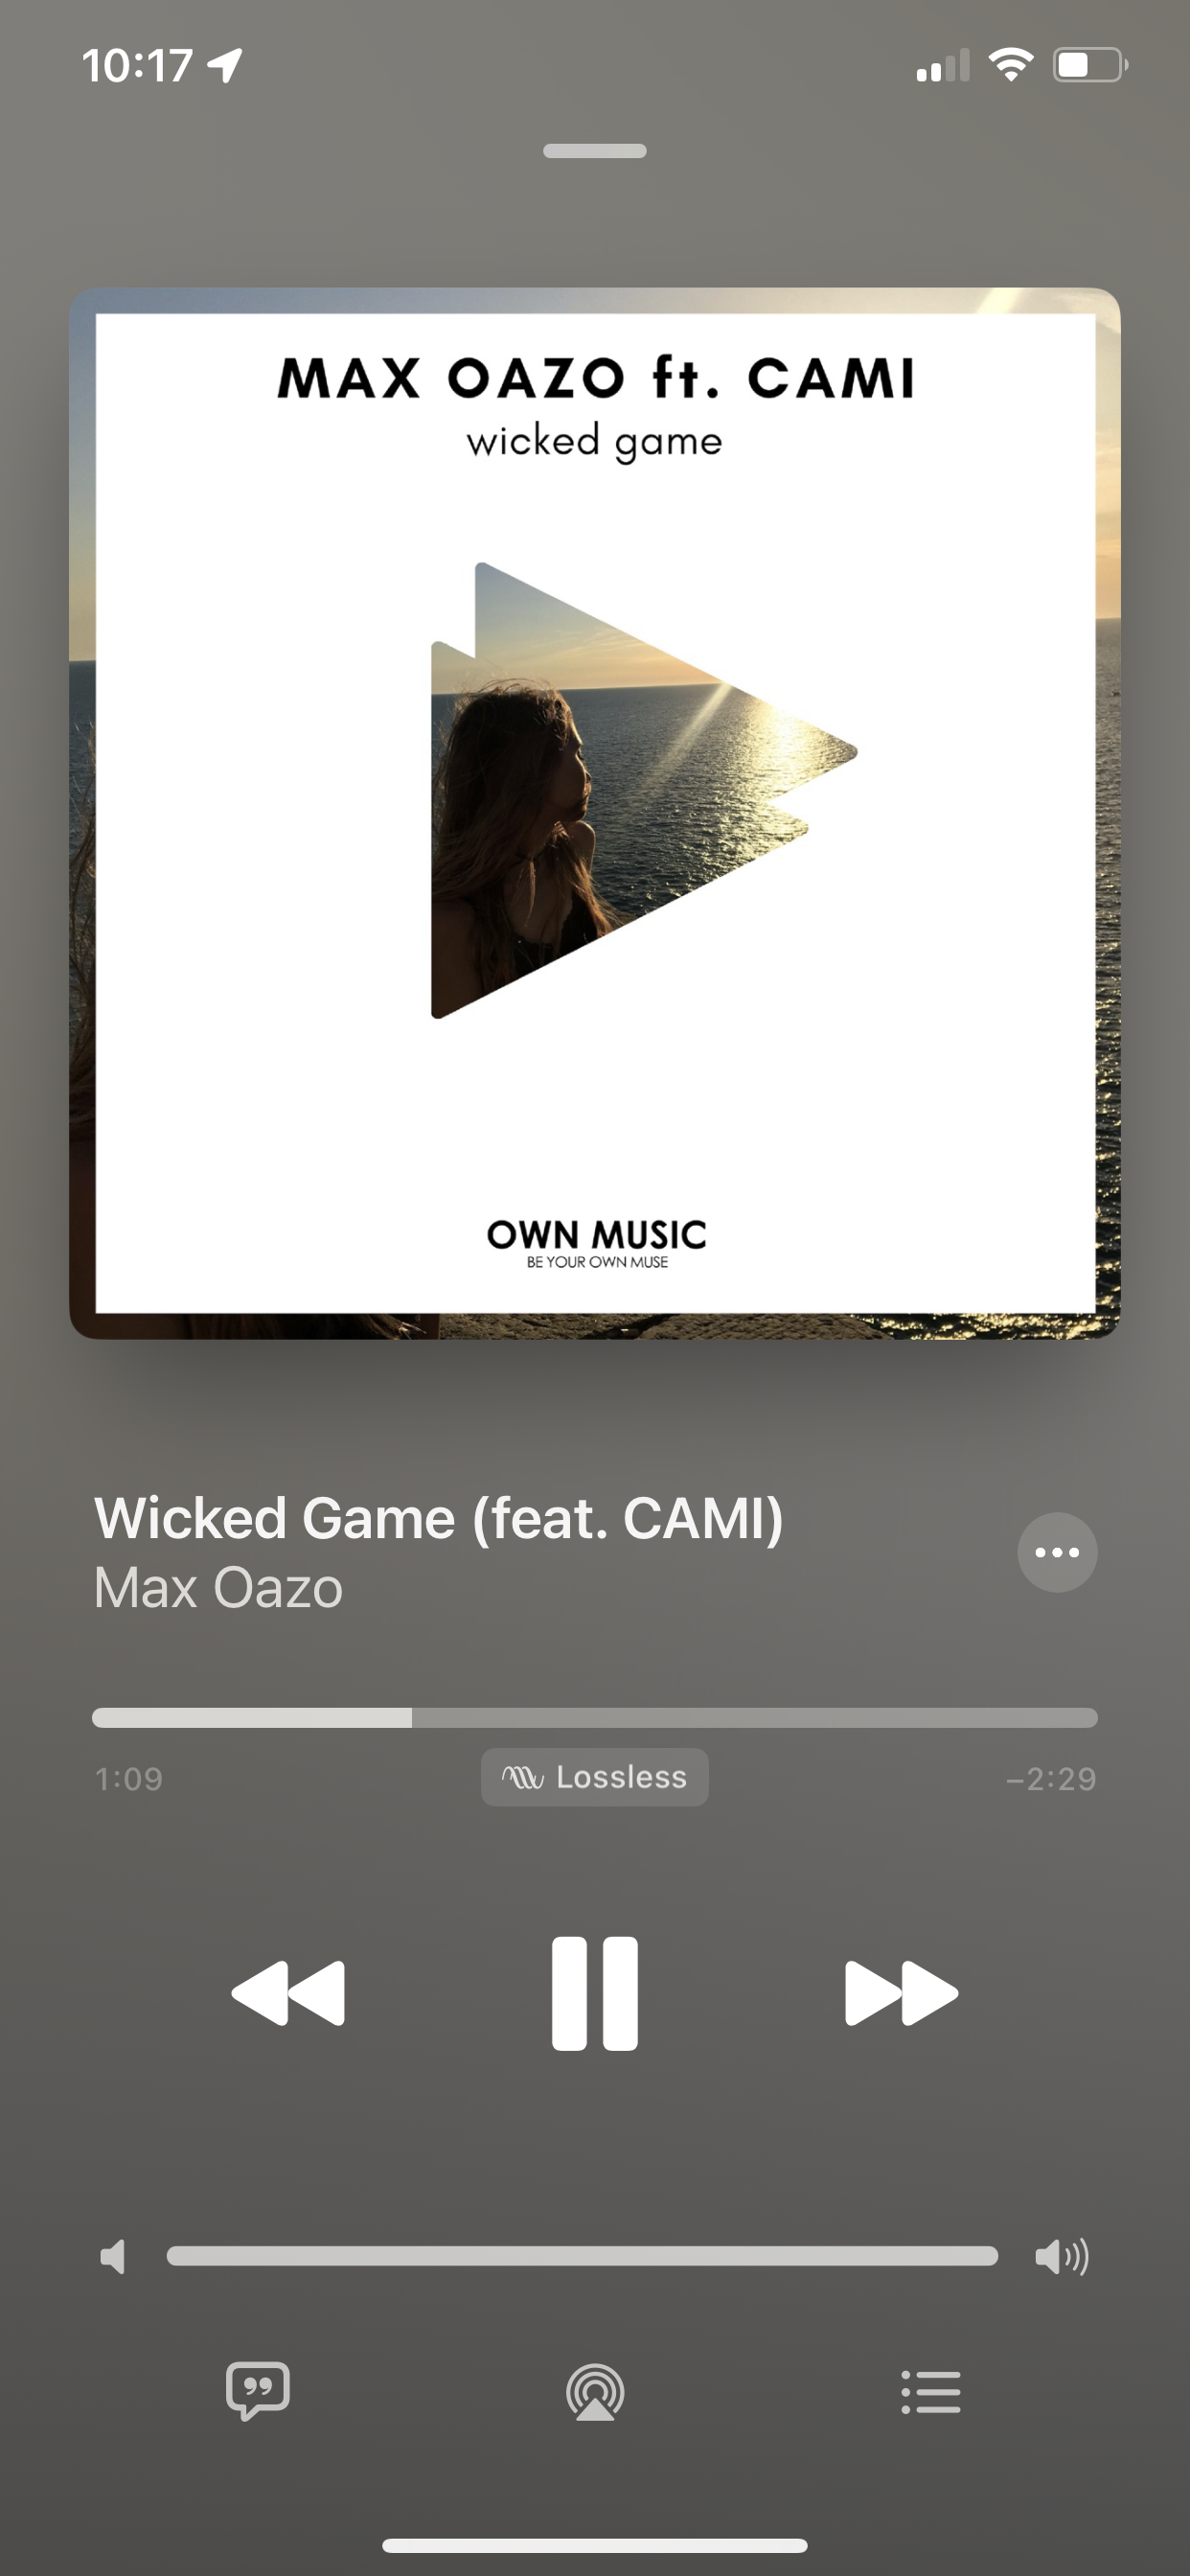 10:17
MAX OAZO ft. CAMI
wicked game
OWN MUSIC
BE YOUR OWN MUSE
Wicked Game (feat. CAMI)
Max Oazo
1:09
Lossless
–2:29